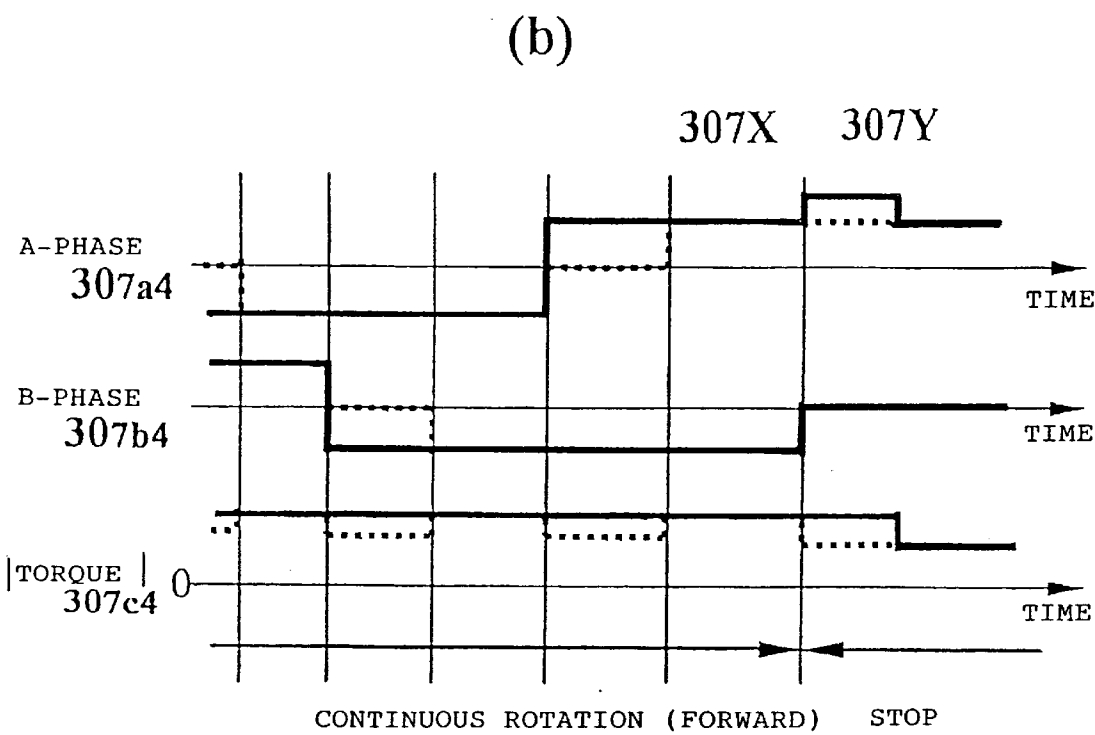 (b)
307X 307Y
A-PHASE
307a4
TIME
B-PHASE
307b4
TIME
|TORQUE | 0
307c4
TIME
CONTINUOUS ROTATION (FORWARD) STOP